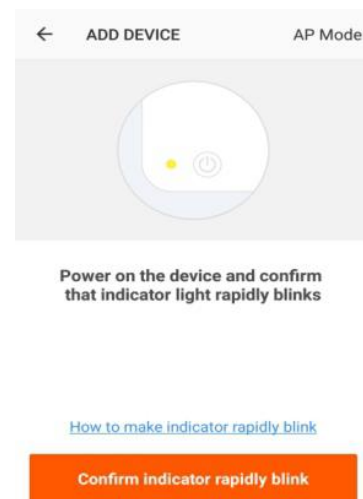 ADD DEVICE AP Mode
Power on the device and confirm
that indicator light rapidly blinks
How to make indicator rapidly blink
Confirm indicator rapidly blink